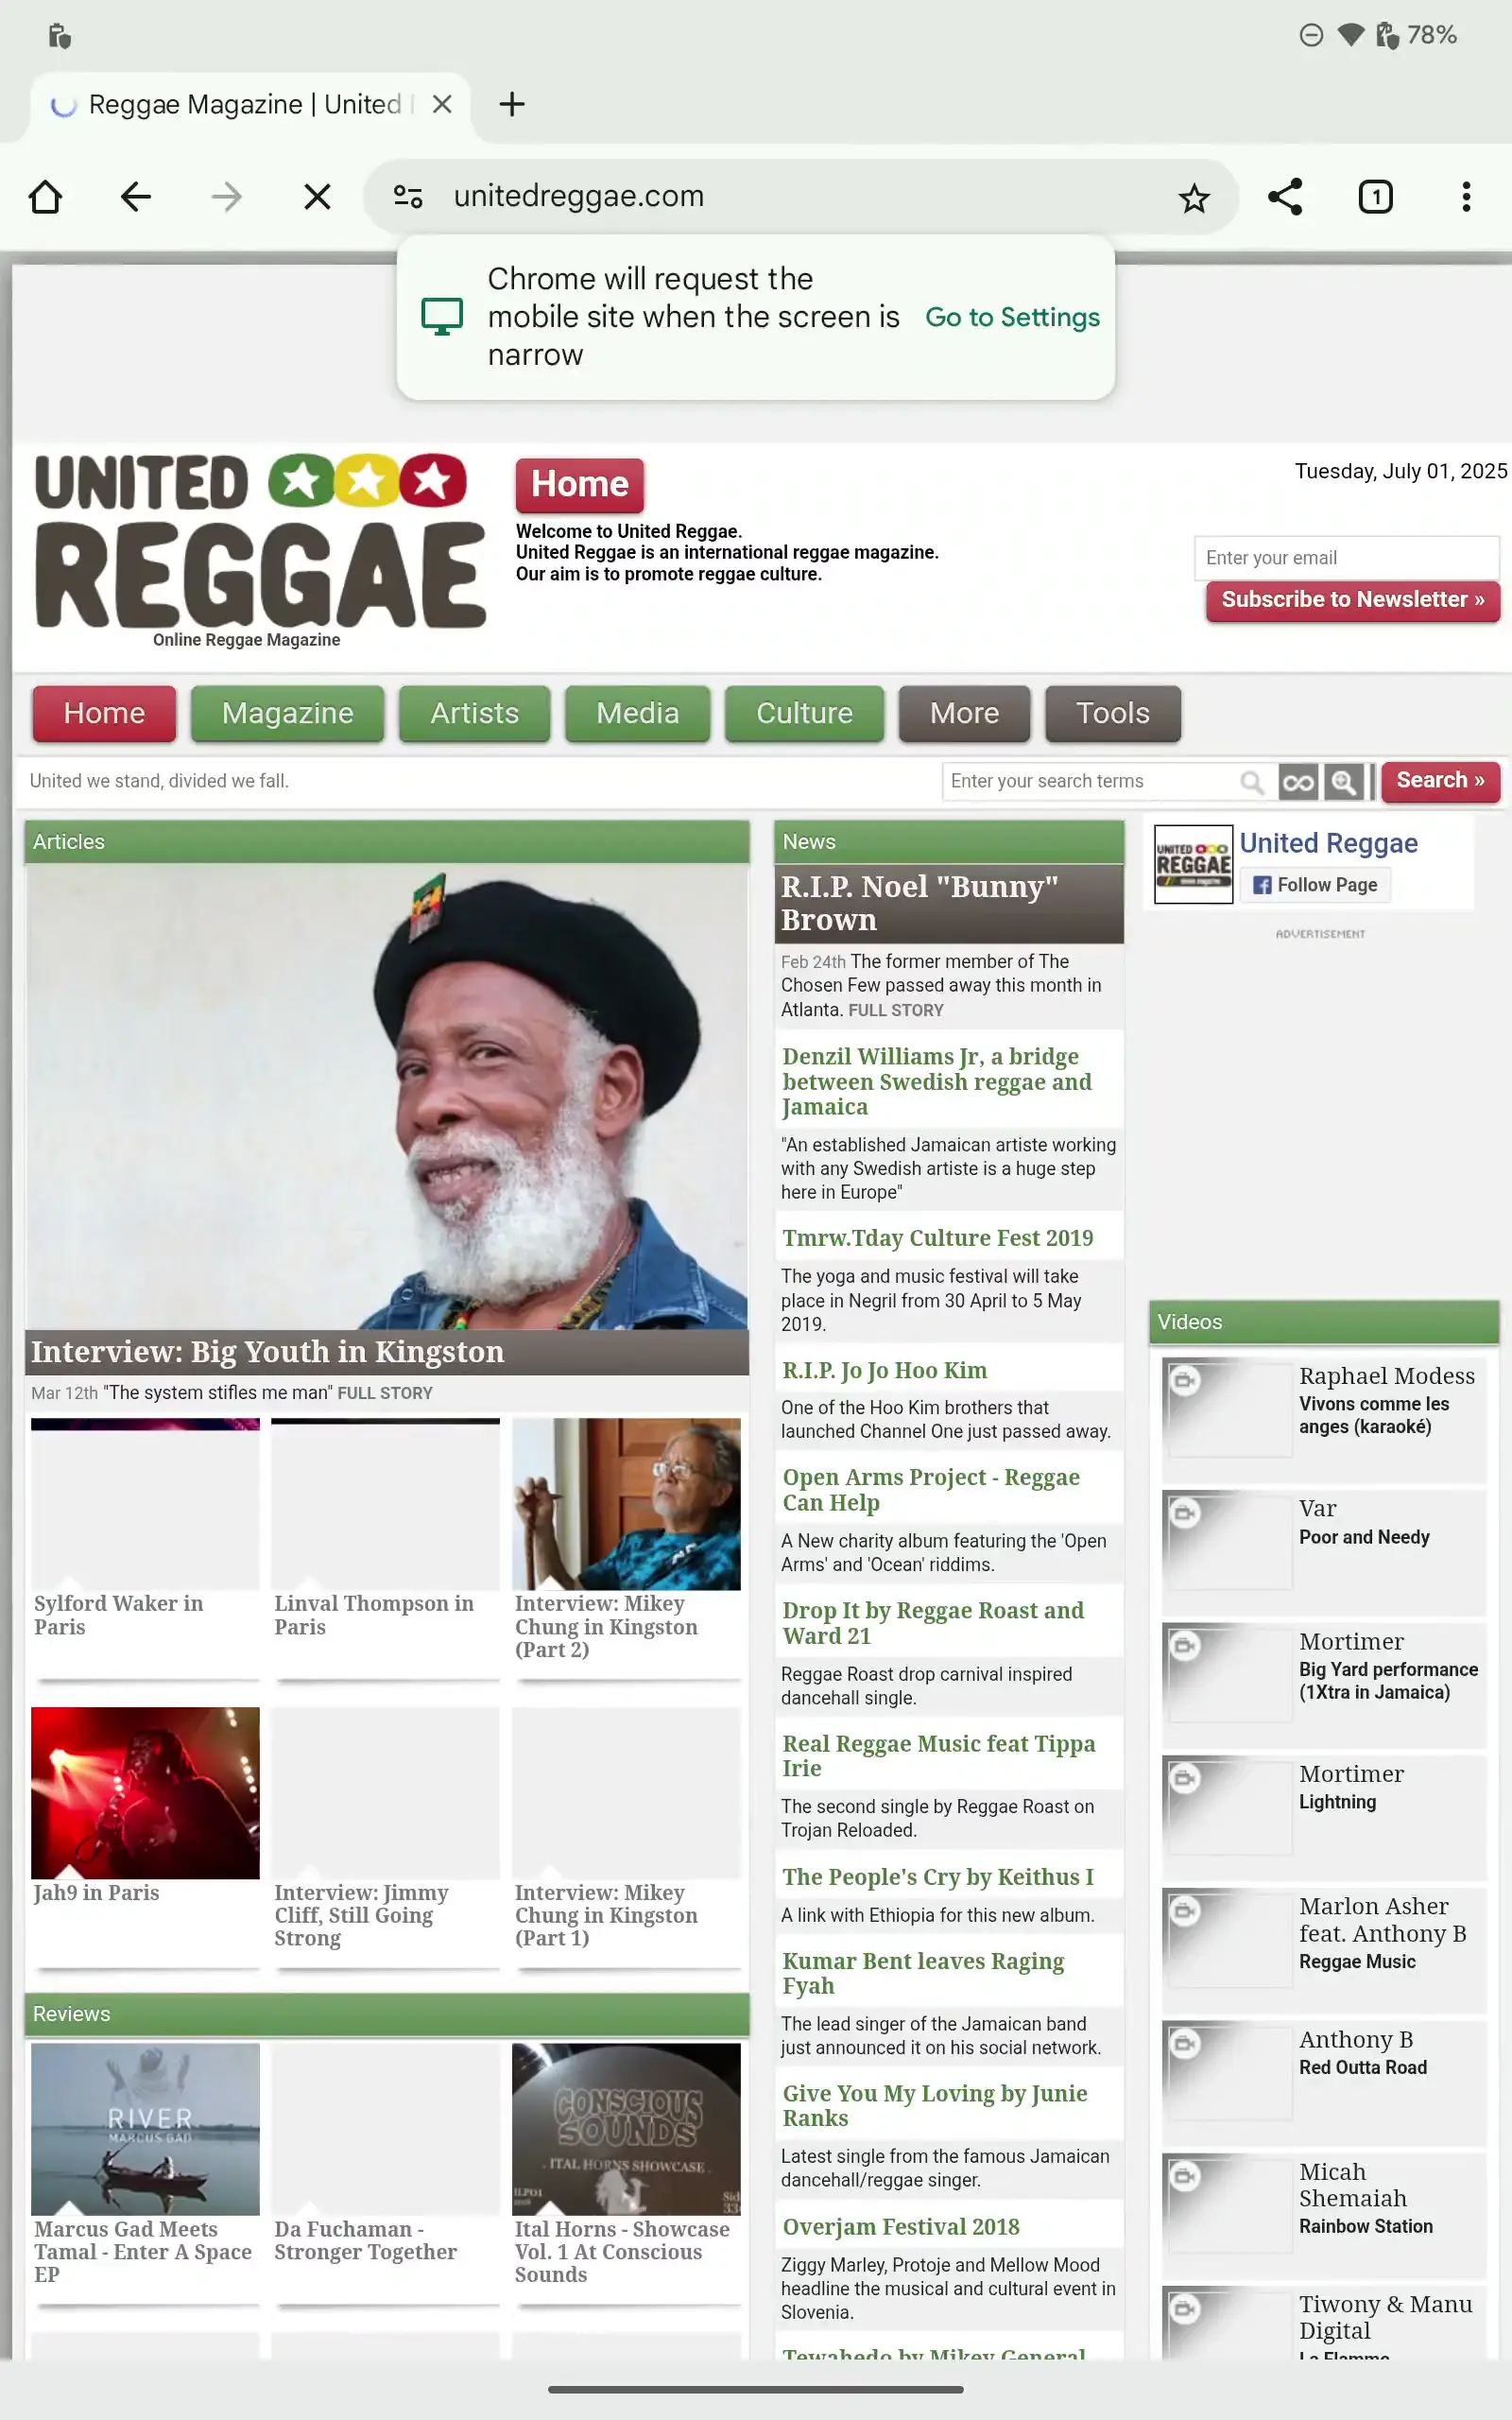 78%
Reggae Magazine | United
unitedreggae.com
1
Chrome will request the
mobile site when the screen is
narrow
Go to Settings
UNITED
REGGAE
Online Reggae Magazine
Home
Welcome to United Reggae.
United Reggae is an international reggae magazine.
Our aim is to promote reggae culture.
Tuesday, July 01, 2025
Enter your email
Subscribe to Newsletter »
Home
Magazine
Artists
Media
Culture
More
Tools
United we stand, divided we fall.
Enter your search terms
Search »
Articles
Interview: Big Youth in Kingston
Mar 12th "The system stifles me man" FULL STORY
Sylford Waker in
Paris
Linval Thompson in
Paris
Interview: Mikey
Chung in Kingston
(Part 2)
Jah9 in Paris
Interview: Jimmy
Cliff, Still Going
Strong
Interview: Mikey
Chung in Kingston
(Part 1)
Reviews
RIVER
MARCUS GAD
CONSCIOUS
SOUNDS
ITAL HORNS SHOWCASE
Marcus Gad Meets
Tamal - Enter A Space
EP
Da Fuchaman -
Stronger Together
Ital Horns - Showcase
Vol. 1 At Conscious
Sounds
News
R.I.P. Noel "Bunny"
Brown
Feb 24th The former member of The
Chosen Few passed away this month in
Atlanta. FULL STORY
Denzil Williams Jr, a bridge
between Swedish reggae and
Jamaica
"An established Jamaican artiste working
with any Swedish artiste is a huge step
here in Europe"
Tmrw.Tday Culture Fest 2019
The yoga and music festival will take
place in Negril from 30 April to 5 May
2019.
R.I.P. Jo Jo Hoo Kim
One of the Hoo Kim brothers that
launched Channel One just passed away.
Open Arms Project - Reggae
Can Help
A New charity album featuring the 'Open
Arms' and 'Ocean' riddims.
Drop It by Reggae Roast and
Ward 21
Reggae Roast drop carnival inspired
dancehall single.
Real Reggae Music feat Tippa
Irie
The second single by Reggae Roast on
Trojan Reloaded.
The People's Cry by Keithus I
A link with Ethiopia for this new album.
Kumar Bent leaves Raging
Fyah
The lead singer of the Jamaican band
just announced it on his social network.
Give You My Loving by Junie
Ranks
Latest single from the famous Jamaican
dancehall/reggae singer.
Overjam Festival 2018
Ziggy Marley, Protoje and Mellow Mood
headline the musical and cultural event in
Slovenia.
Tewahedo by Mikey General
UNITED
REGGAE
United Reggae
Follow Page
ADVERTISEMENT
Videos
Raphael Modess
Vivons comme les
anges (karaoké)
Var
Poor and Needy
Mortimer
Big Yard performance
(1Xtra in Jamaica)
Mortimer
Lightning
Marlon Asher
feat. Anthony B
Reggae Music
Anthony B
Red Outta Road
Micah
Shemaiah
Rainbow Station
Tiwony & Manu
Digital
La Flamme